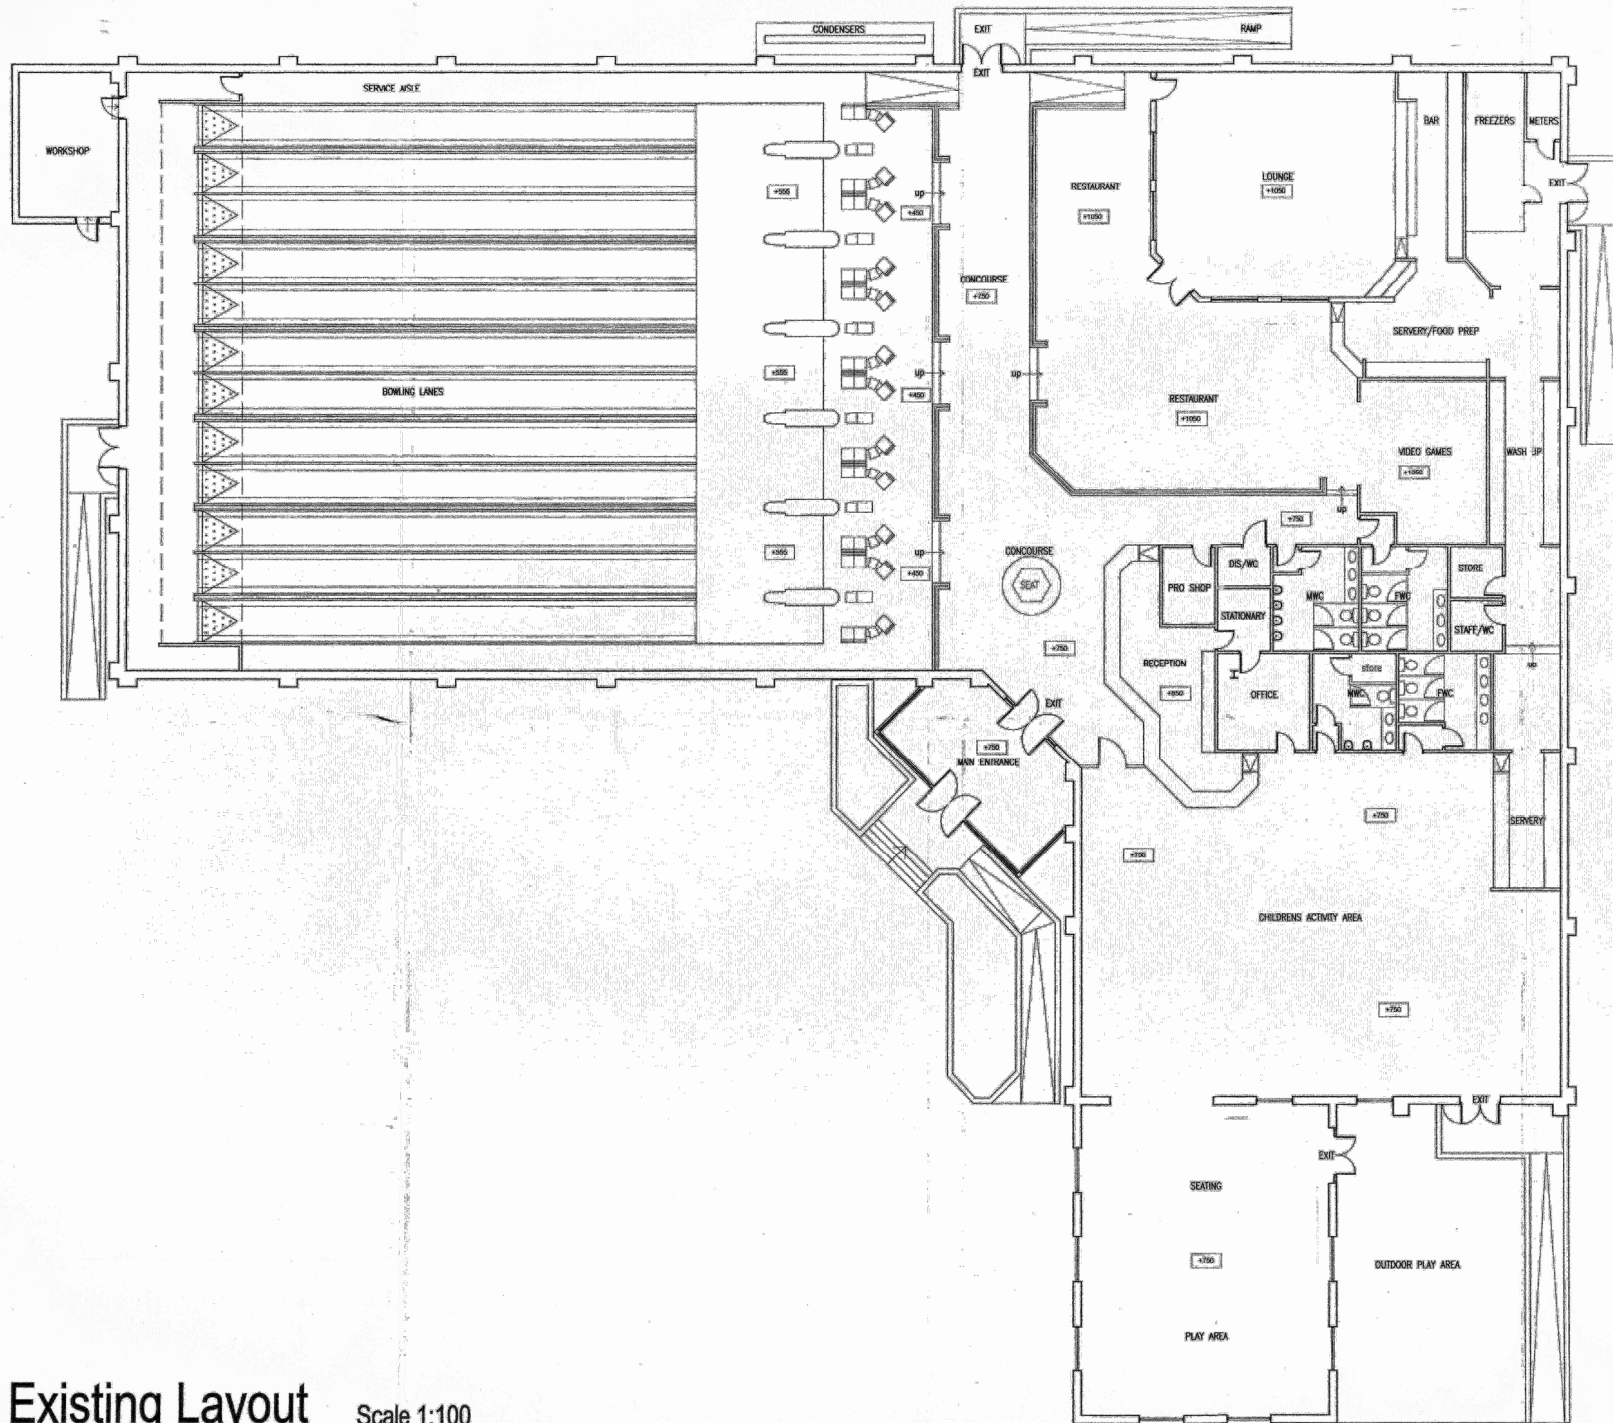 CONDENSERS
EXIT
RAMP
EXIT
SERVICE AISLE
WORKSHOP
BAR
FREEZERS
METERS
RESTAURANT
+1050
LOUNGE
+1050
EXIT
+555
up
+450
CONCOURSE
+750
SERVERY/FOOD PREP
+555
up
+450
up
BOWLING LANES
RESTAURANT
+1050
VIDEO GAMES
WASH UP
up
+750
+555
up
+450
CONCOURSE
SEAT
DIS/WC
PRO SHOP
STATIONARY
MWC
FWC
STORE
STAFF/WC
+750
RECEPTION
+850
OFFICE
store
MWC
FWC
up
EXIT
+750
MAIN ENTRANCE
+750
SERVERY
+750
CHILDRENS ACTIVITY AREA
+750
EXIT
EXIT
SEATING
+750
OUTDOOR PLAY AREA
PLAY AREA
Existing Layout
Scale 1:100